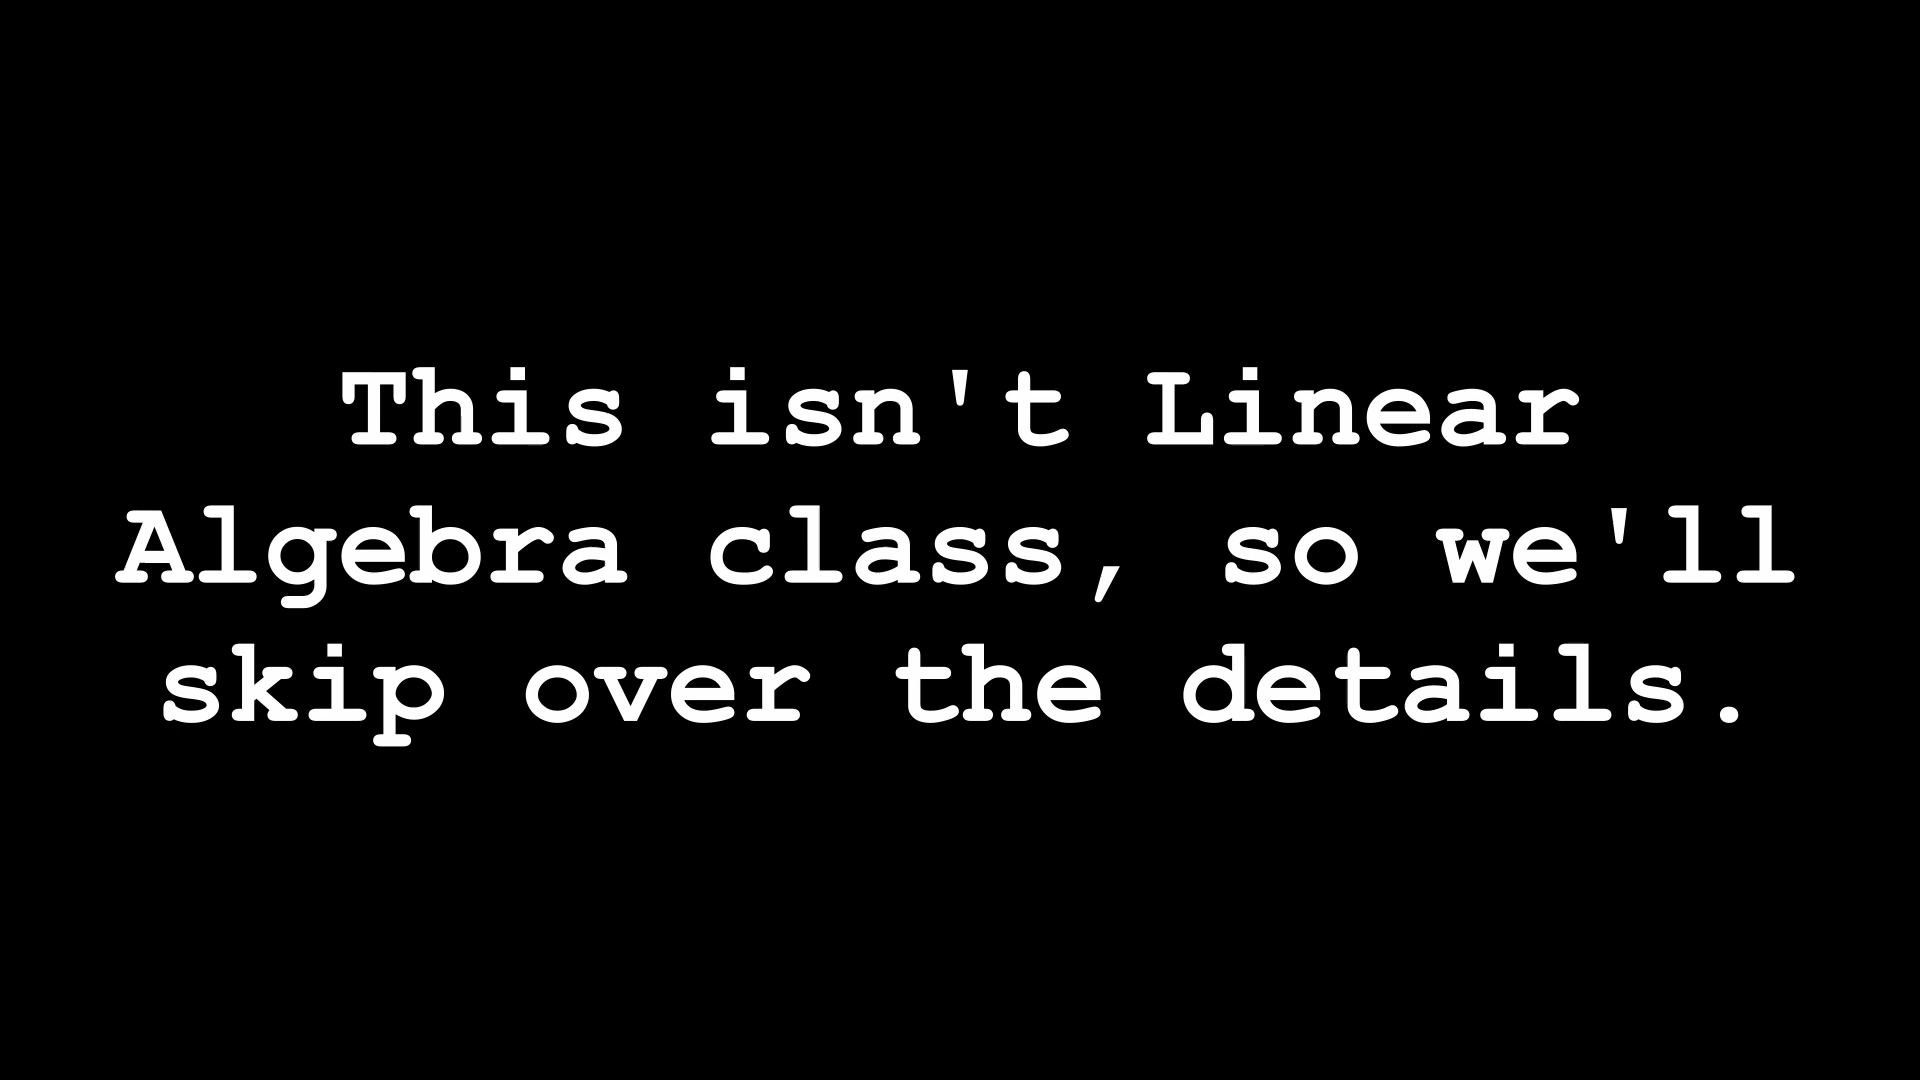 This isn't Linear
Algebra class, so we'll
skip over the details.